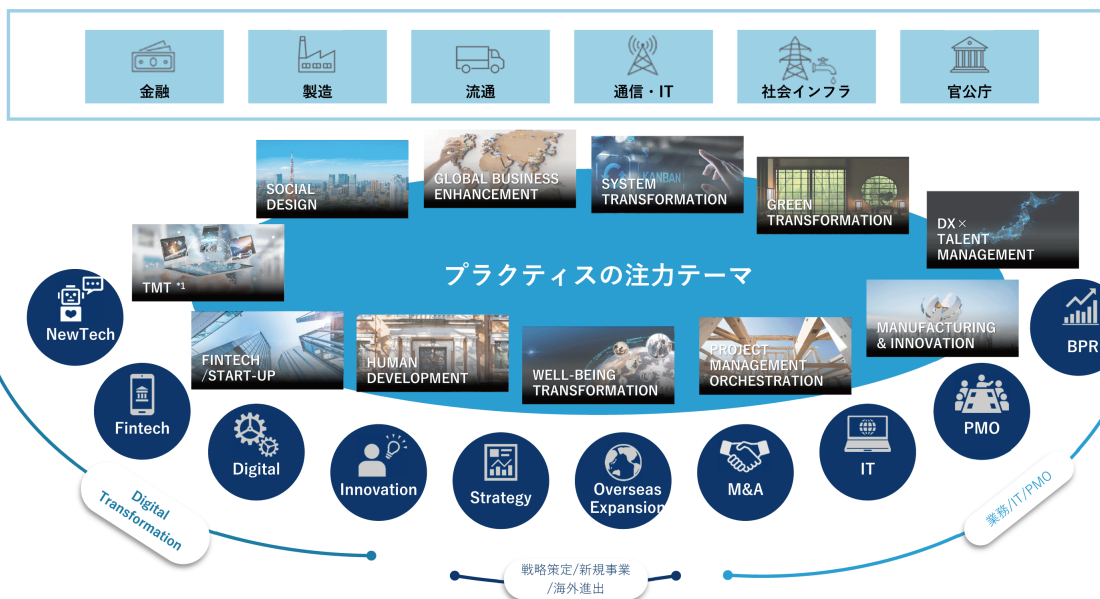 金融
製造
流通
通信・IT
社会インフラ
官公庁
SOCIAL
DESIGN
GLOBAL BUSINESS
ENHANCEMENT
KANBAN
SYSTEM
TRANSFORMATION
GREEN
TRANSFORMATION
DX×
TALENT
MANAGEMENT
TMT *1
プラクティスの注力テーマ
FINTECH
/START-UP
HUMAN
DEVELOPMENT
WELL-BEING
TRANSFORMATION
PROJECT
MANAGEMENT
ORCHESTRATION
MANUFACTURING
& INNOVATION
NewTech
Fintech
Digital
Innovation
Strategy
Overseas
Expansion
M&A
IT
PMO
BPR
Digital
Transformation
戦略策定/新規事業
/海外進出
業務/IT/PMO